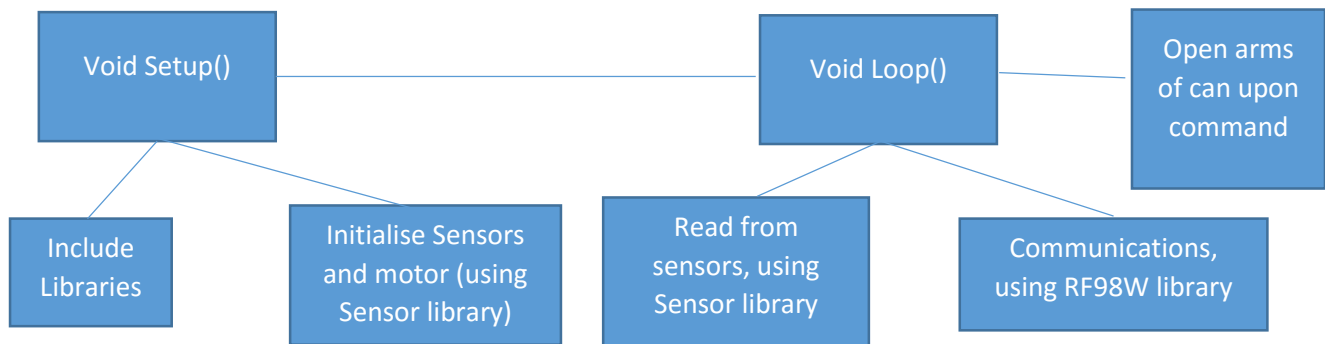 Void Setup()
Void Loop()
Open arms
of can upon
command
Include
Libraries
Initialise Sensors
and motor (using
Sensor library)
Read from
sensors, using
Sensor library
Communications,
using RF98W library